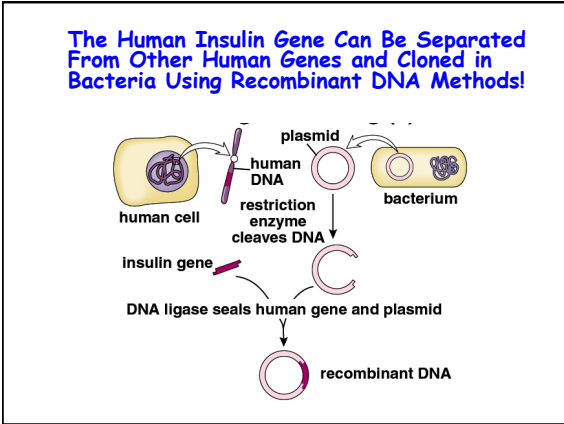 The Human Insulin Gene Can Be Separated
From Other Human Genes and Cloned in
Bacteria Using Recombinant DNA Methods!
plasmid
human
DNA
human cell
bacterium
restriction
enzyme
cleaves DNA
insulin gene
DNA ligase seals human gene and plasmid
recombinant DNA